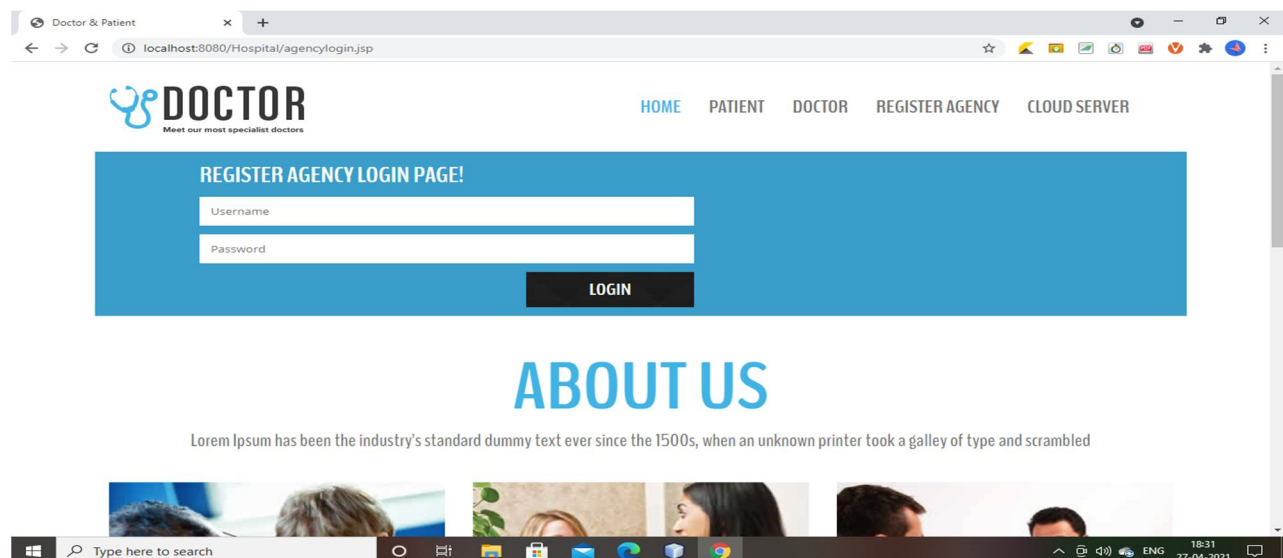 Doctor & Patient
localhost:8080/Hospital/agencylogin.jsp
DOCTOR
Meet our most specialist doctors
HOME PATIENT DOCTOR REGISTER AGENCY CLOUD SERVER
REGISTER AGENCY LOGIN PAGE!
Username
Password
LOGIN
ABOUT US
Lorem Ipsum has been the industry's standard dummy text ever since the 1500s, when an unknown printer took a galley of type and scrambled
Type here to search
ENG
18:31
27-04-2021